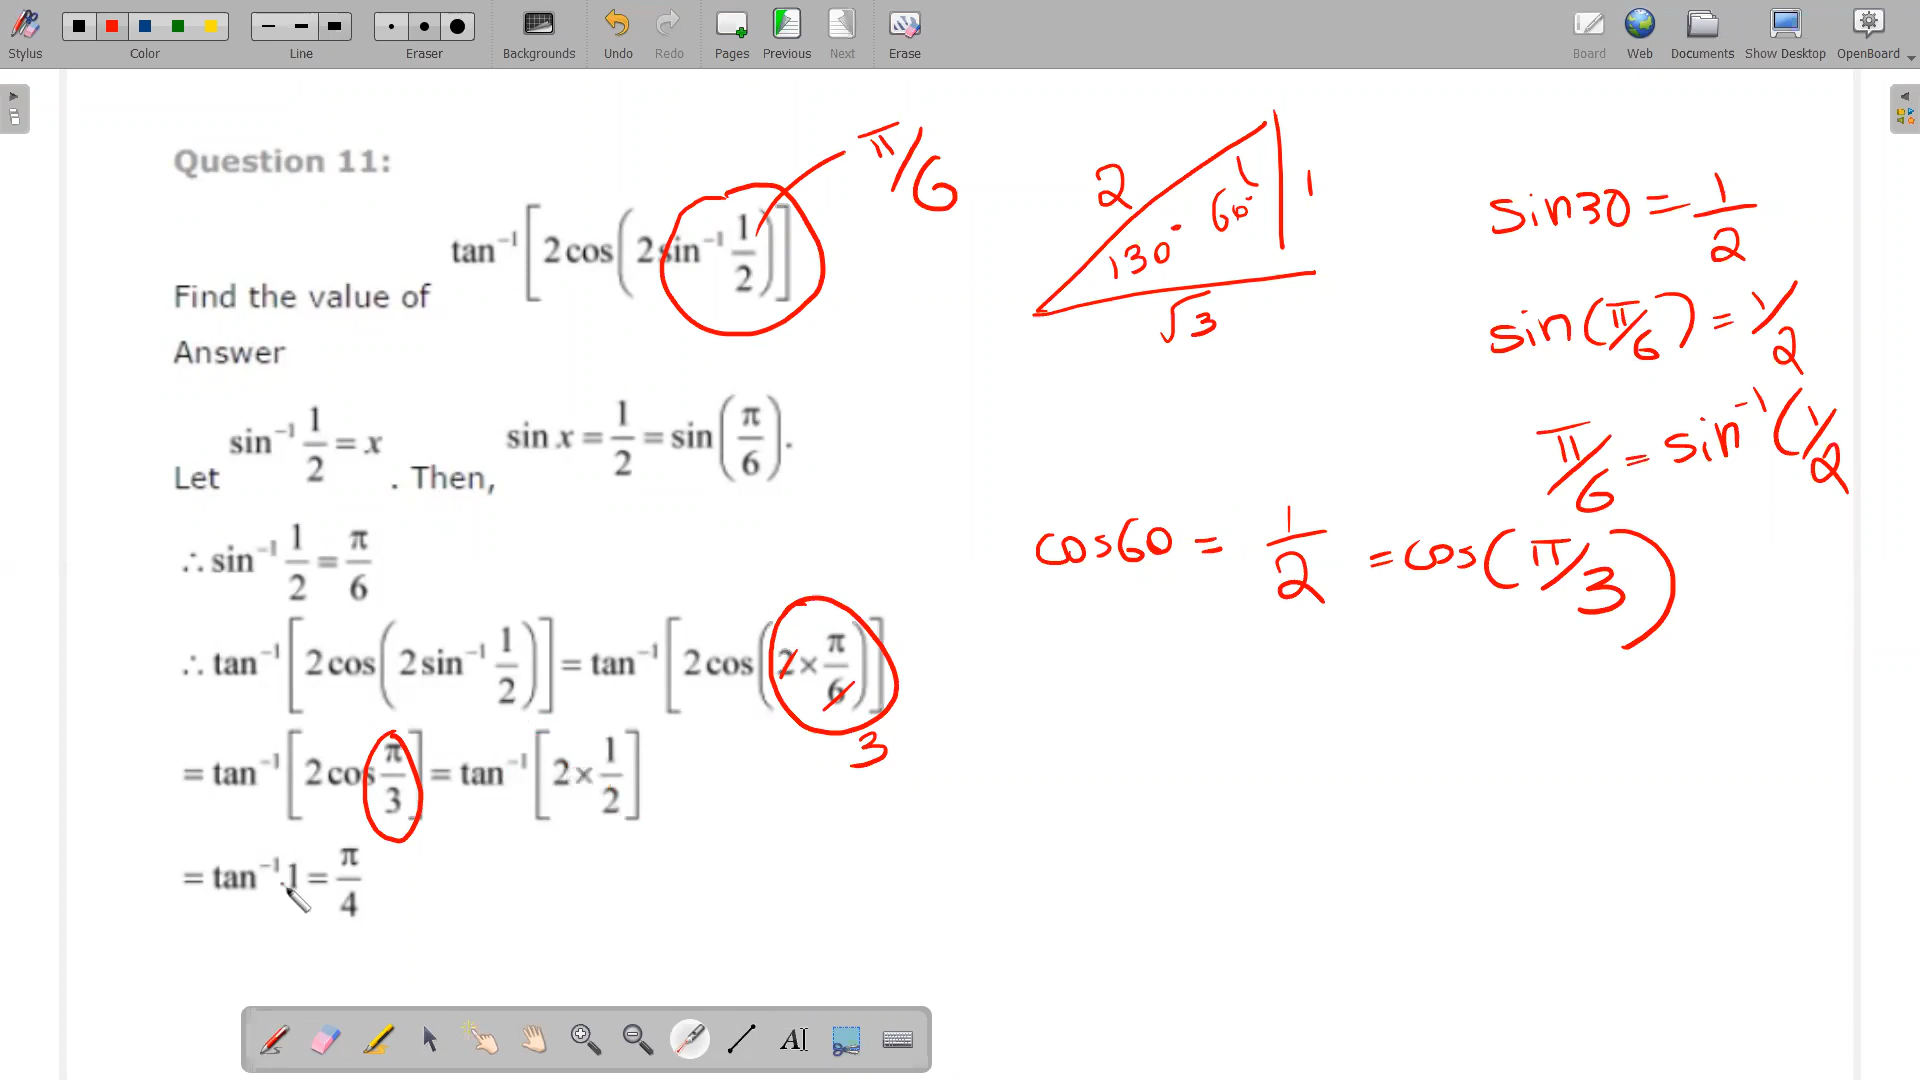 Stylus Color Line Eraser Backgrounds Undo Redo Pages Previous Next Erase Board Web Documents Show Desktop OpenBoard
Question 11:
Find the value of tan⁻¹[2cos(2sin⁻¹ 1/2)]
π/6
Answer
Let sin⁻¹ 1/2 = x. Then, sin x = 1/2 = sin(π/6).
∴ sin⁻¹ 1/2 = π/6
∴ tan⁻¹[2cos(2sin⁻¹ 1/2)] = tan⁻¹[2cos(2×π/6)]
3
= tan⁻¹[2cos π/3] = tan⁻¹[2×1/2]
= tan⁻¹ 1 = π/4
2 60° 1
30°
√3
sin30 = 1/2
sin(π/6) = 1/2
π/6 = sin⁻¹(1/2
cos60 = 1/2 = cos(π/3)
AI